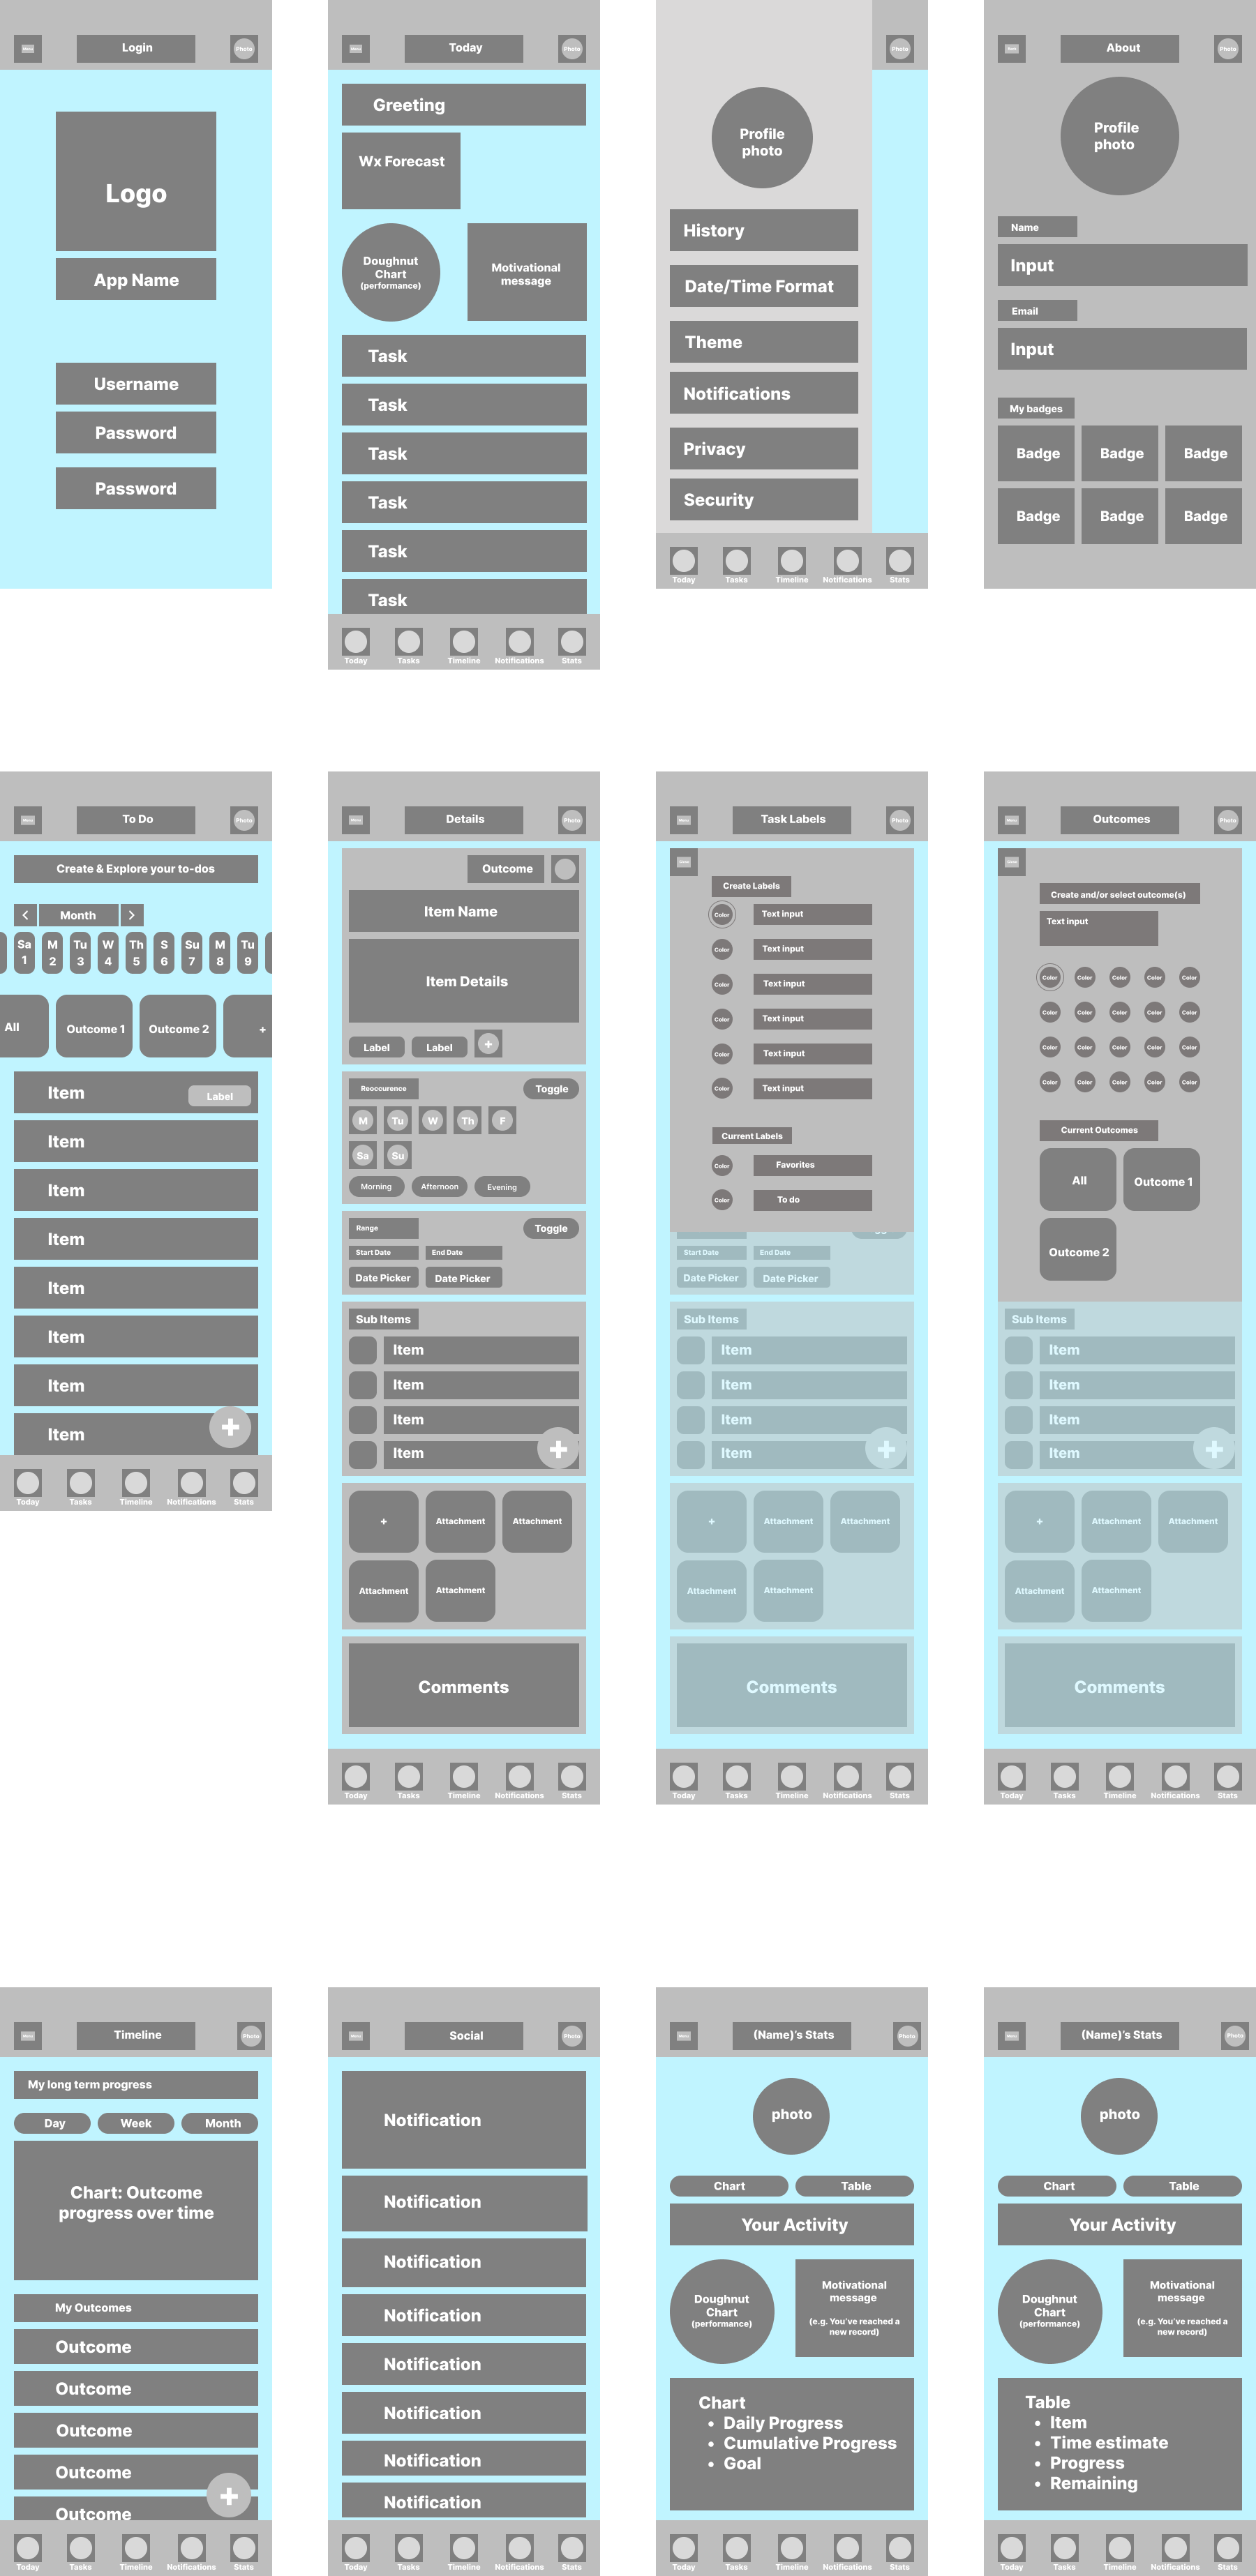 Login
Photo
Logo
App Name
Username
Password
Password
Today
Photo
Greeting
Wx Forecast
Doughnut
Chart
(performance)
Motivational
message
Task
Task
Task
Task
Task
Task
Today
Tasks
Timeline
Notifications
Stats
Photo
Profile
photo
History
Date/Time Format
Theme
Notifications
Privacy
Security
Today
Tasks
Timeline
Notifications
Stats
About
Photo
Profile
photo
Name
Input
Email
Input
My badges
Badge
Badge
Badge
Badge
Badge
Badge
To Do
Photo
Create & Explore your to-dos
< Month >
Sa M Tu W Th S Su M Tu
1 2 3 4 5 6 7 8 9
All
Outcome 1
Outcome 2
+
Item
Label
Item
Item
Item
Item
Item
Item
Item
+
Today
Tasks
Timeline
Notifications
Stats
Details
Photo
Outcome
Item Name
Item Details
Label
Label
+
Reoccurence
Toggle
M Tu W Th F
Sa Su
Morning
Afternoon
Evening
Range
Toggle
Start Date
End Date
Date Picker
Date Picker
Sub Items
Item
Item
Item
Item
+
+
Attachment
Attachment
Attachment
Attachment
Comments
Today
Tasks
Timeline
Notifications
Stats
Task Labels
Photo
Create Labels
Color
Text input
Color
Text input
Color
Text input
Color
Text input
Color
Text input
Color
Text input
Current Labels
Color
Favorites
Color
To do
Start Date
End Date
Date Picker
Date Picker
Sub Items
Item
Item
Item
Item
+
+
Attachment
Attachment
Attachment
Attachment
Comments
Today
Tasks
Timeline
Notifications
Stats
Outcomes
Photo
Create and/or select outcome(s)
Text input
Color Color Color Color Color
Color Color Color Color Color
Color Color Color Color Color
Color Color Color Color Color
Current Outcomes
All
Outcome 1
Outcome 2
Sub Items
Item
Item
Item
Item
+
+
Attachment
Attachment
Attachment
Attachment
Comments
Today
Tasks
Timeline
Notifications
Stats
Timeline
Photo
My long term progress
Day
Week
Month
Chart: Outcome
progress over time
My Outcomes
Outcome
Outcome
Outcome
Outcome
Outcome
+
Today
Tasks
Timeline
Notifications
Stats
Social
Photo
Notification
Notification
Notification
Notification
Notification
Notification
Notification
Notification
Today
Tasks
Timeline
Notifications
Stats
(Name)'s Stats
Photo
photo
Chart
Table
Your Activity
Doughnut
Chart
(performance)
Motivational
message
(e.g. You've reached a
new record)
Chart
• Daily Progress
• Cumulative Progress
• Goal
Today
Tasks
Timeline
Notifications
Stats
(Name)'s Stats
Photo
photo
Chart
Table
Your Activity
Doughnut
Chart
(performance)
Motivational
message
(e.g. You've reached a
new record)
Table
• Item
• Time estimate
• Progress
• Remaining
Today
Tasks
Timeline
Notifications
Stats